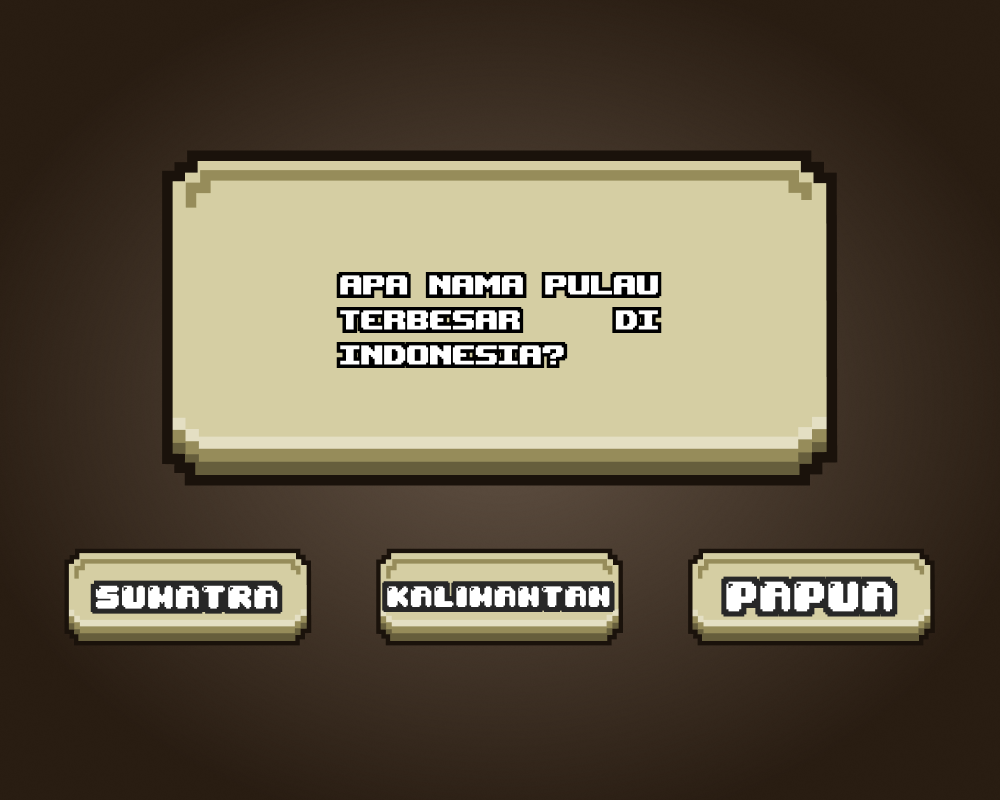 APA NAMA PULAU
TERBESAR DI
INDONESIA?
SUMATRA
KALIMANTAN
PAPUA